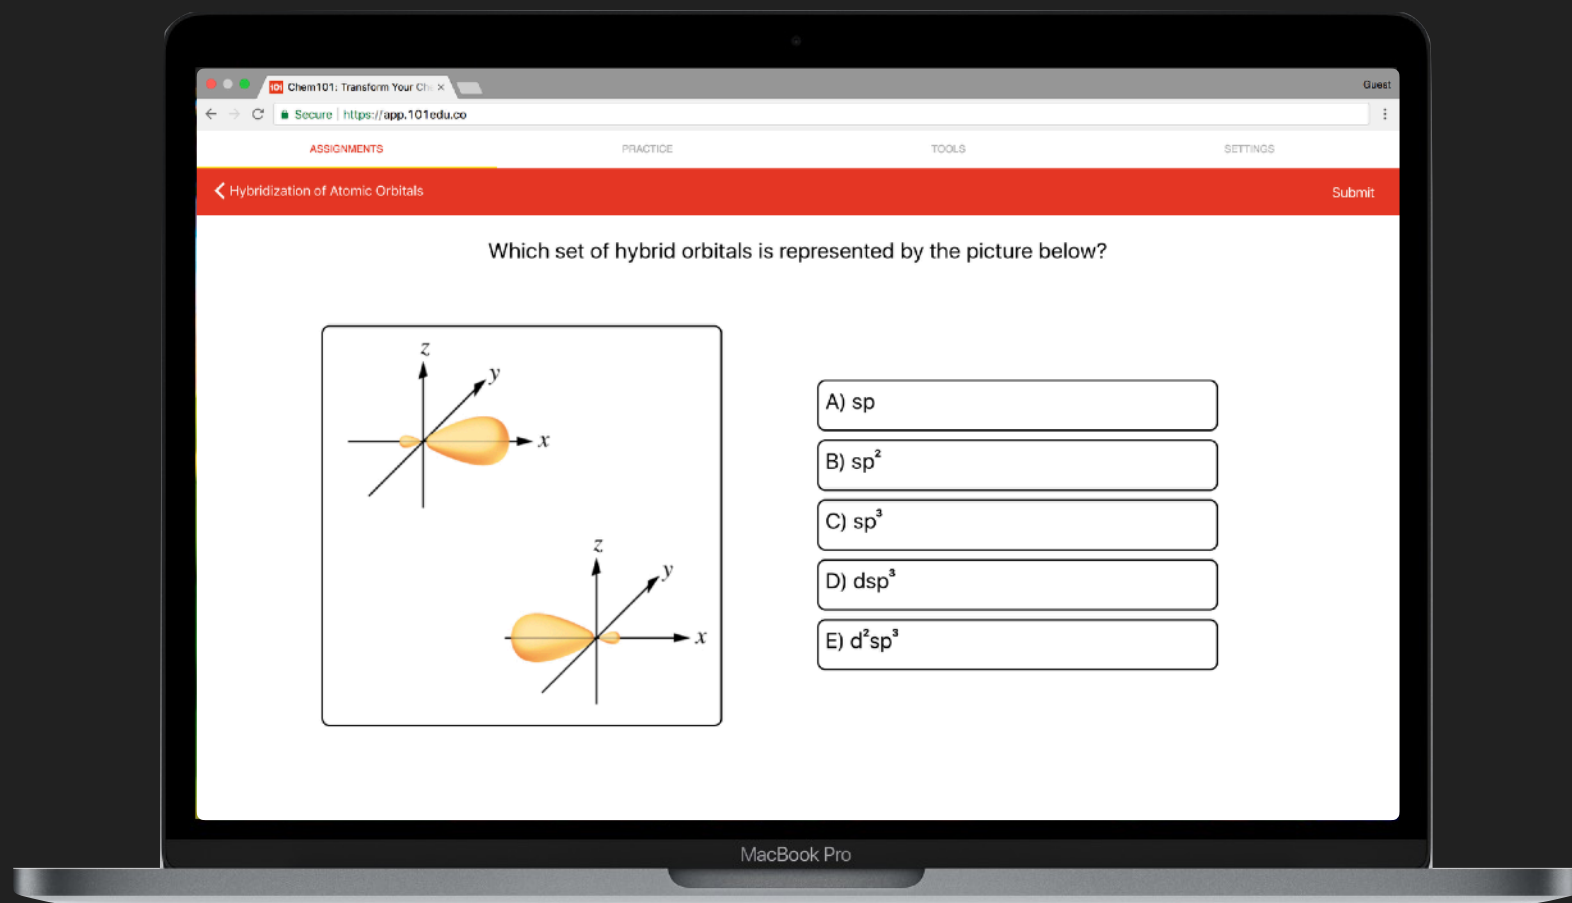 101 Chem101: Transform Your Ch
Guest
Secure | https://app.101edu.co
ASSIGNMENTS PRACTICE TOOLS SETTINGS
Hybridization of Atomic Orbitals Submit
Which set of hybrid orbitals is represented by the picture below?
z
y
x
z
y
x
A) sp
B) sp²
C) sp³
D) dsp³
E) d²sp³
MacBook Pro